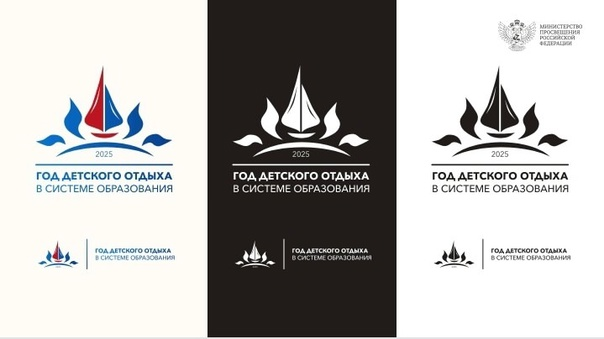 МИНИСТЕРСТВО
ПРОСВЕЩЕНИЯ
РОССИЙСКОЙ
ФЕДЕРАЦИИ
2025
ГОД ДЕТСКОГО ОТДЫХА
В СИСТЕМЕ ОБРАЗОВАНИЯ
2025
ГОД ДЕТСКОГО ОТДЫХА
В СИСТЕМЕ ОБРАЗОВАНИЯ
2025
ГОД ДЕТСКОГО ОТДЫХА
В СИСТЕМЕ ОБРАЗОВАНИЯ
ГОД ДЕТСКОГО ОТДЫХА
В СИСТЕМЕ ОБРАЗОВАНИЯ
ГОД ДЕТСКОГО ОТДЫХА
В СИСТЕМЕ ОБРАЗОВАНИЯ
ГОД ДЕТСКОГО ОТДЫХА
В СИСТЕМЕ ОБРАЗОВАНИЯ